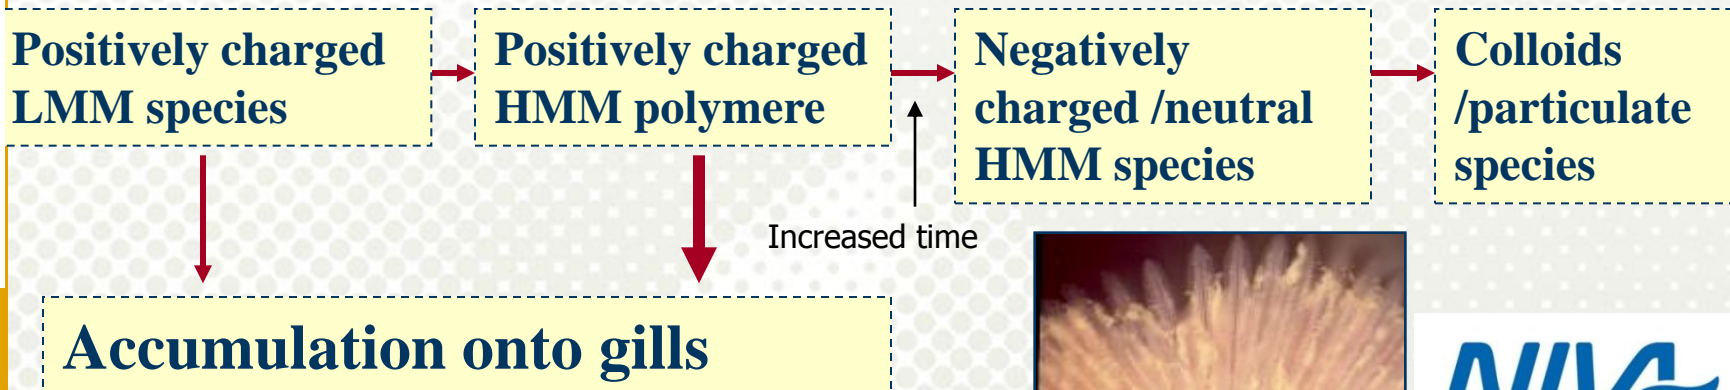 Positively charged
LMM species
Positively charged
HMM polymere
Negatively
charged /neutral
HMM species
Colloids
/particulate
species
Increased time
Accumulation onto gills
NIVA